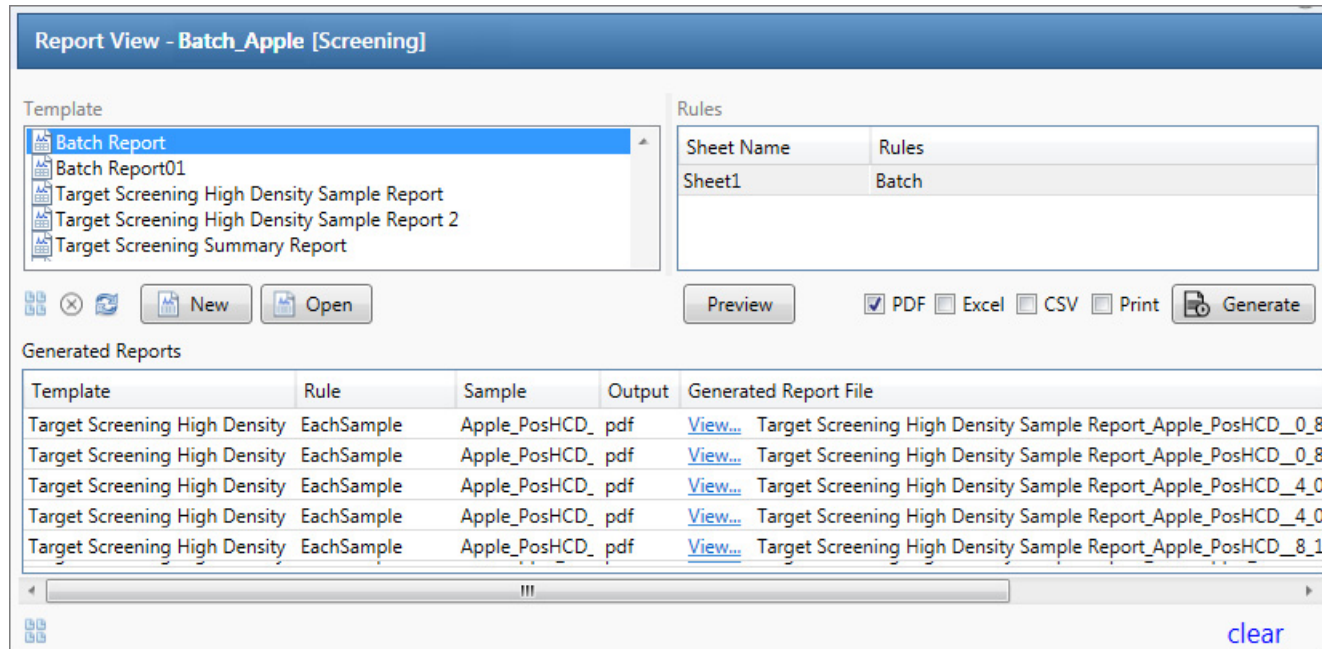 Report View - Batch_Apple [Screening]
Template
Rules
Batch Report
Batch Report01
Target Screening High Density Sample Report
Target Screening High Density Sample Report 2
Target Screening Summary Report
Sheet Name Rules
Sheet1 Batch
New Open Preview PDF Excel CSV Print Generate
Generated Reports
Template Rule Sample Output Generated Report File
Target Screening High Density EachSample Apple_PosHCD_ pdf View... Target Screening High Density Sample Report_Apple_PosHCD__0_8
Target Screening High Density EachSample Apple_PosHCD_ pdf View... Target Screening High Density Sample Report_Apple_PosHCD__0_8
Target Screening High Density EachSample Apple_PosHCD_ pdf View... Target Screening High Density Sample Report_Apple_PosHCD__4_0
Target Screening High Density EachSample Apple_PosHCD_ pdf View... Target Screening High Density Sample Report_Apple_PosHCD__4_0
Target Screening High Density EachSample Apple_PosHCD_ pdf View... Target Screening High Density Sample Report_Apple_PosHCD__8_1
clear